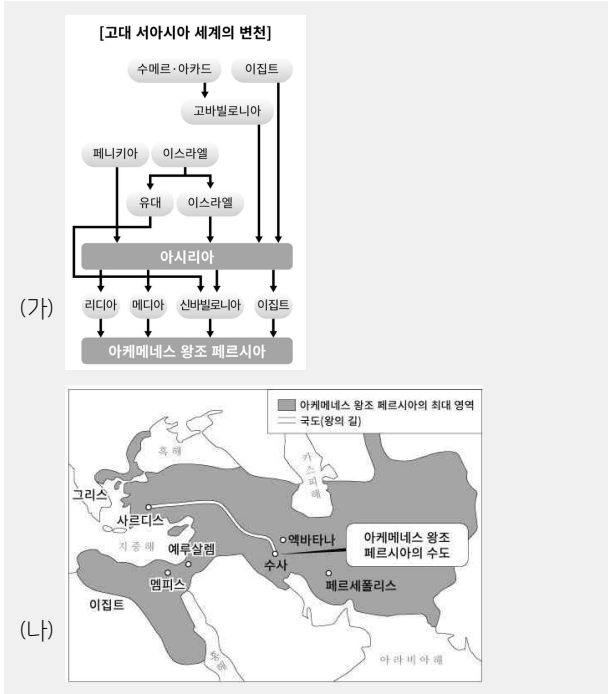 [고대 서아시아 세계의 변천]
수메르·아카드
이집트
고바빌로니아
페니키아
이스라엘
유대
이스라엘
아시리아
(가)
리디아
메디아
신바빌로니아
이집트
아케메네스 왕조 페르시아
아케메네스 왕조 페르시아의 최대 영역
국도(왕의 길)
흑해
카스피해
그리스
사르디스
지중해
예루살렘
엑바타나
아케메네스 왕조
페르시아의 수도
수사
멤피스
페르세폴리스
이집트
(나)
홍해
아라비아해